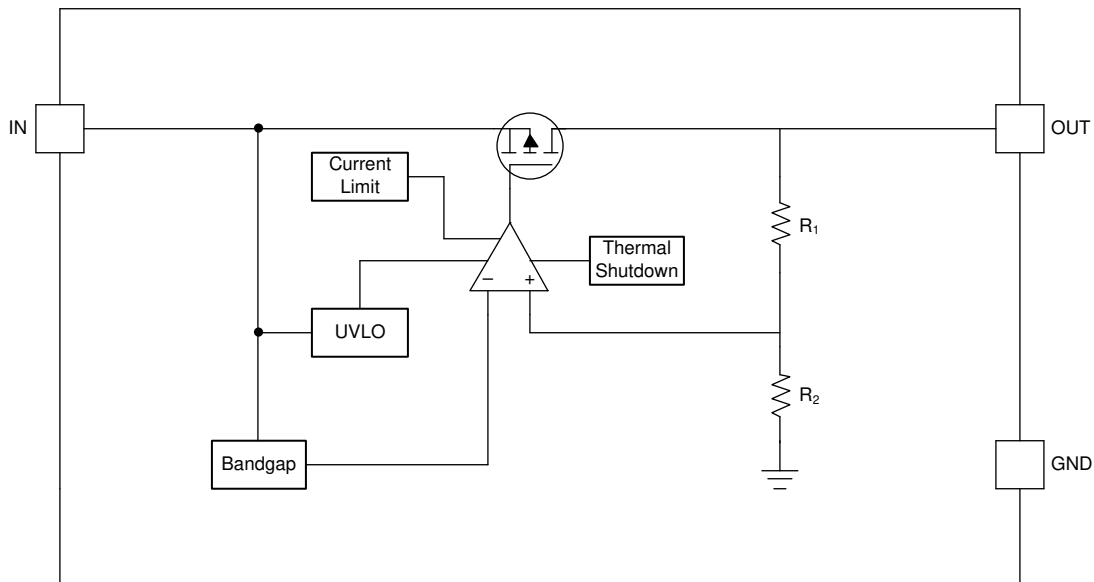 IN
OUT
Current
Limit
R₁
Thermal
Shutdown
− +
UVLO
R₂
Bandgap
GND